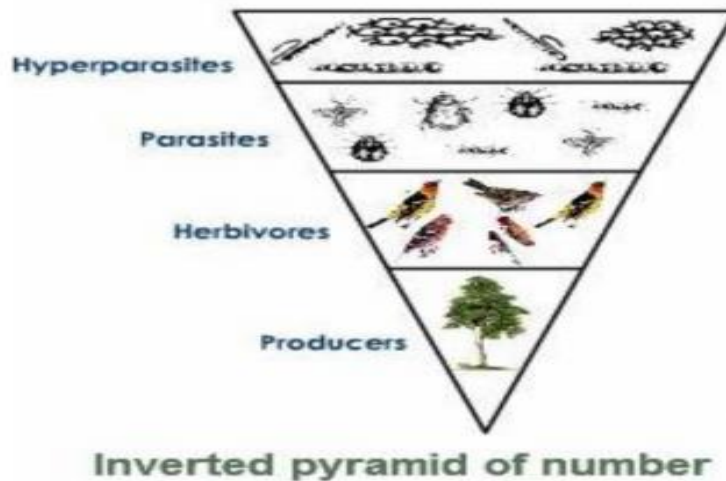 Hyperparasites
Parasites
Herbivores
Producers
Inverted pyramid of number